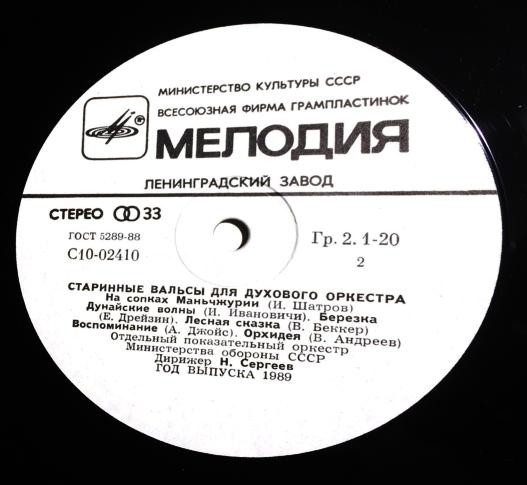 МИНИСТЕРСТВО КУЛЬТУРЫ СССР
ВСЕСОЮЗНАЯ ФИРМА ГРАМПЛАСТИНОК
МЕЛОДИЯ
ЛЕНИНГРАДСКИЙ ЗАВОД
СТЕРЕО 33
ГОСТ 5289-88
С10-02410
Гр. 2. 1-20
2
СТАРИННЫЕ ВАЛЬСЫ ДЛЯ ДУХОВОГО ОРКЕСТРА
На сопках Маньчжурии (И. Шатров)
Дунайские волны (И. Ивановичи). Березка
(Е. Дрейзин). Лесная сказка (В. Беккер)
Воспоминание (А. Джойс). Орхидея (В. Андреев)
Отдельный показательный оркестр
Министерства обороны СССР
Дирижер Н. Сергеев
ГОД ВЫПУСКА 1989